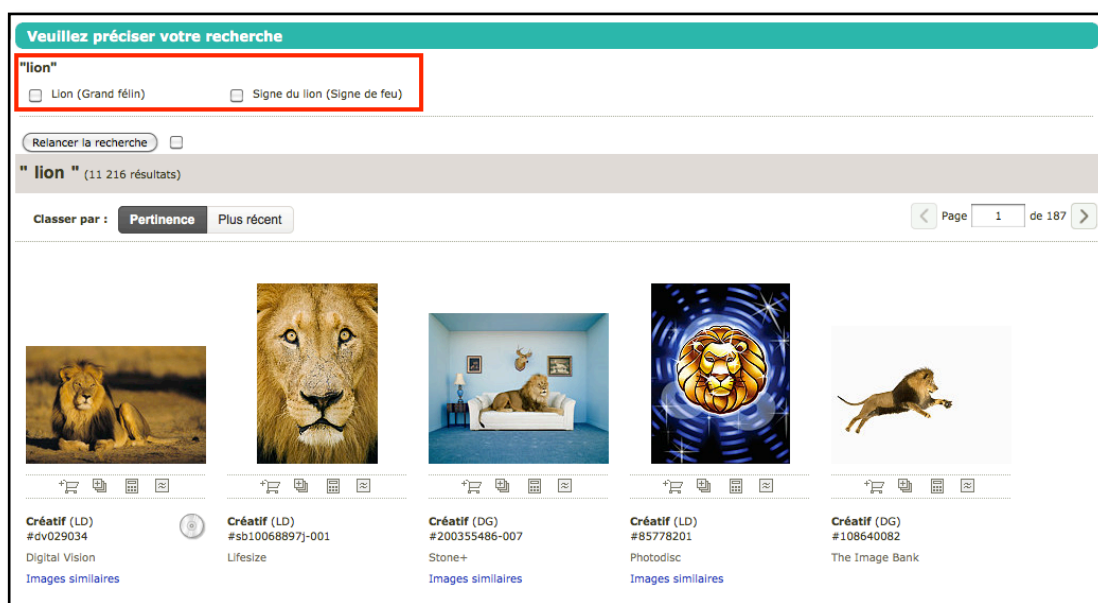 Veuillez préciser votre recherche
"lion"
Lion (Grand félin) Signe du lion (Signe de feu)
Relancer la recherche
" lion " (11 216 résultats)
Classer par : Pertinence Plus récent Page 1 de 187
Créatif (LD) Créatif (LD) Créatif (DG) Créatif (LD) Créatif (DG)
#dv029034 #sb10068897j-001 #200355486-007 #85778201 #108640082
Digital Vision Lifesize Stone+ Photodisc The Image Bank
Images similaires Images similaires Images similaires